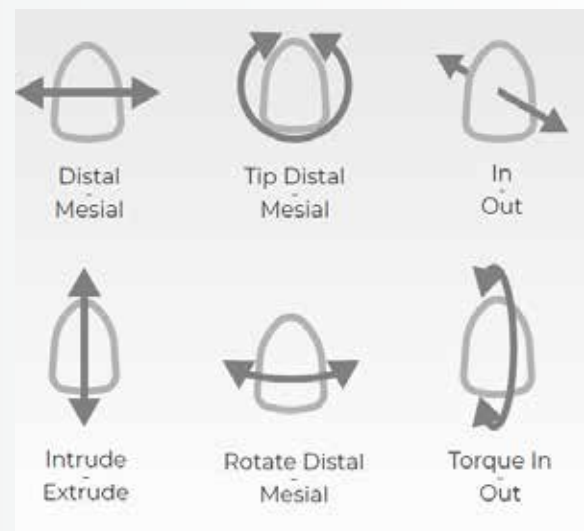 Distal
-
Mesial
Tip Distal
-
Mesial
In
-
Out
Intrude
-
Extrude
Rotate Distal
-
Mesial
Torque In
-
Out